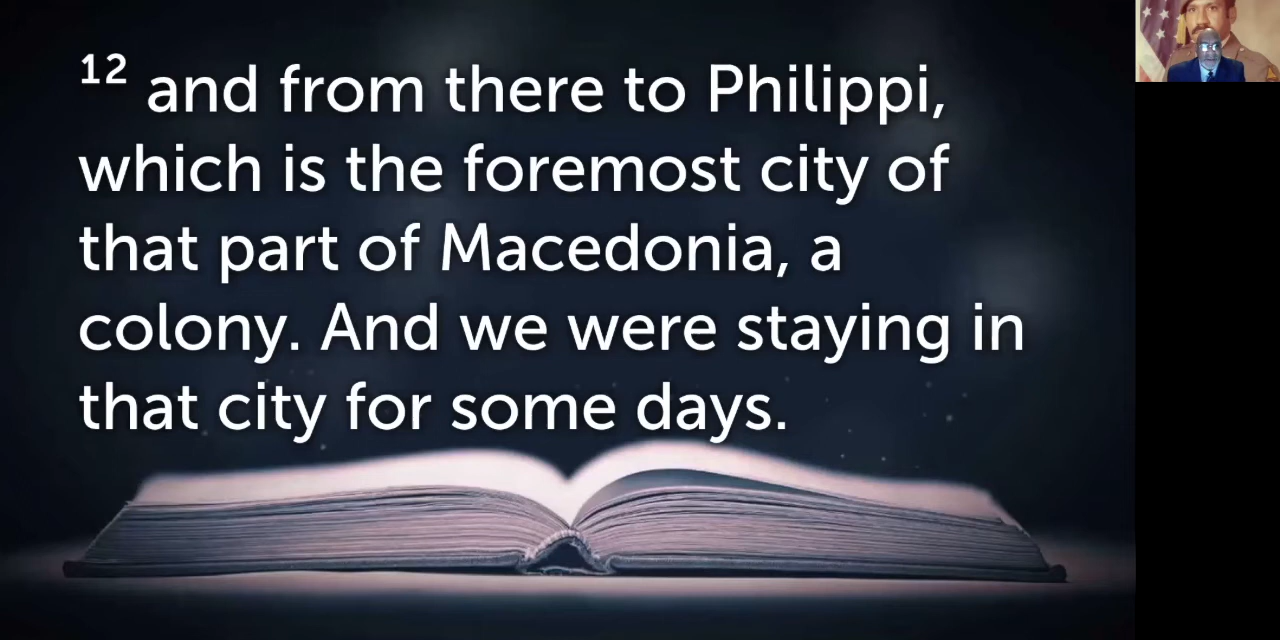 12 and from there to Philippi,
which is the foremost city of
that part of Macedonia, a
colony. And we were staying in
that city for some days.